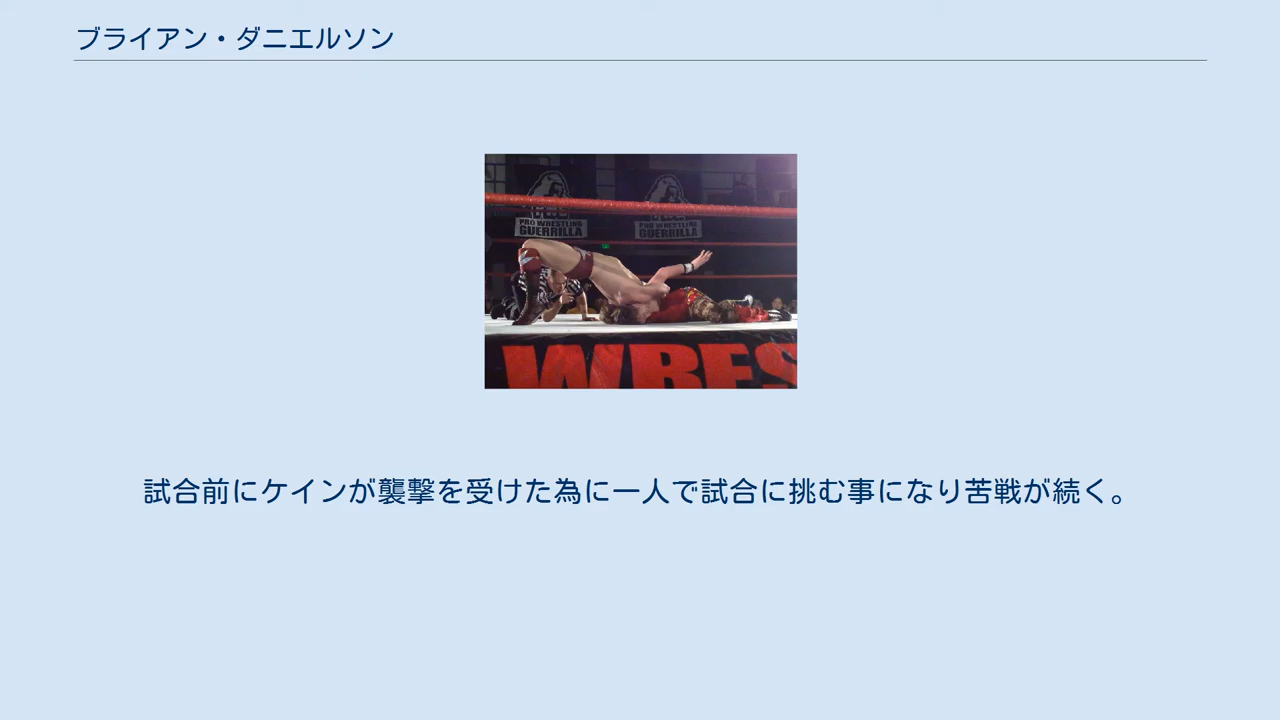 ブライアン・ダニエルソン
PRO WRESTLING
GUERRILLA
PRO WRESTLING
GUERRILLA
WRES
試合前にケインが襲撃を受けた為に一人で試合に挑む事になり苦戦が続く。